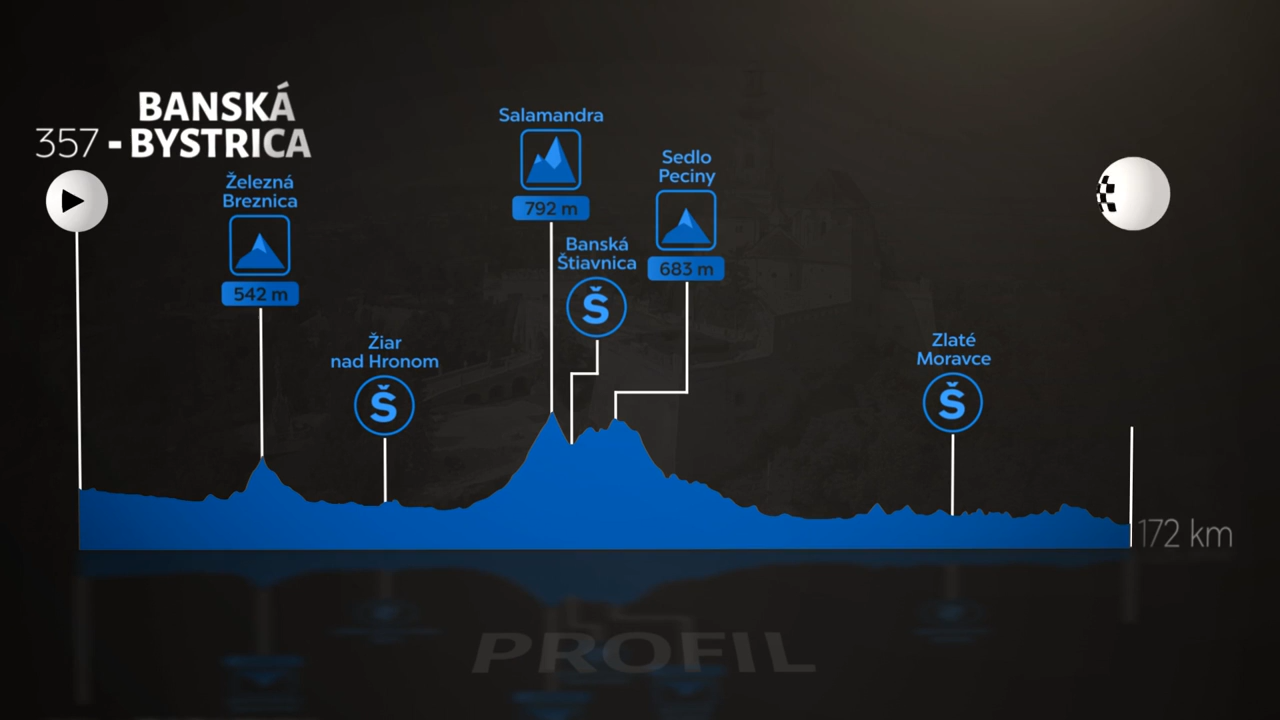 BANSKÁ
357 - BYSTRICA
Železná
Breznica
542 m
Žiar
nad Hronom
Š
Salamandra
792 m
Banská
Štiavnica
Š
Sedlo
Peciny
683 m
Zlaté
Moravce
Š
172 km
PROFIL